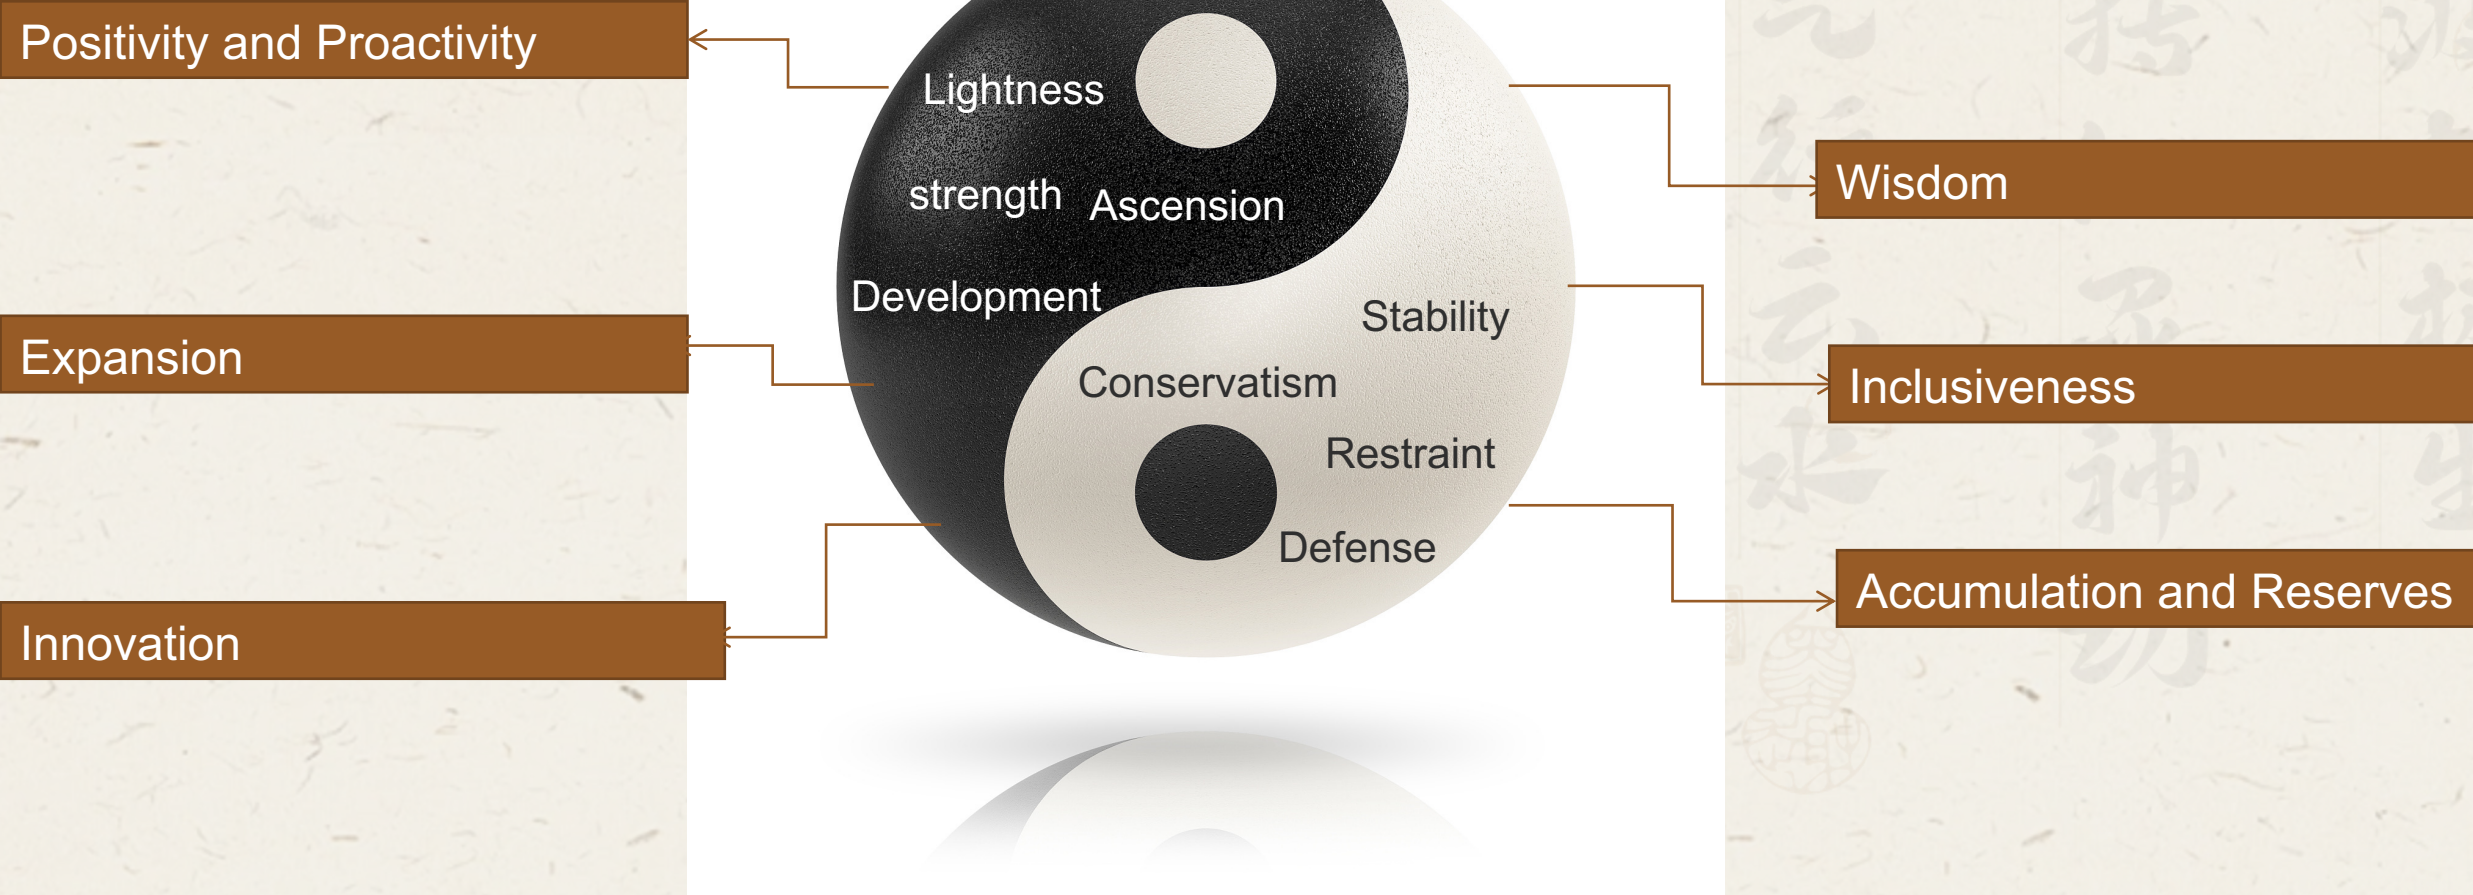 Positivity and Proactivity
Lightness
strength
Ascension
Development
Expansion
Innovation
Stability
Conservatism
Restraint
Defense
Wisdom
Inclusiveness
Accumulation and Reserves